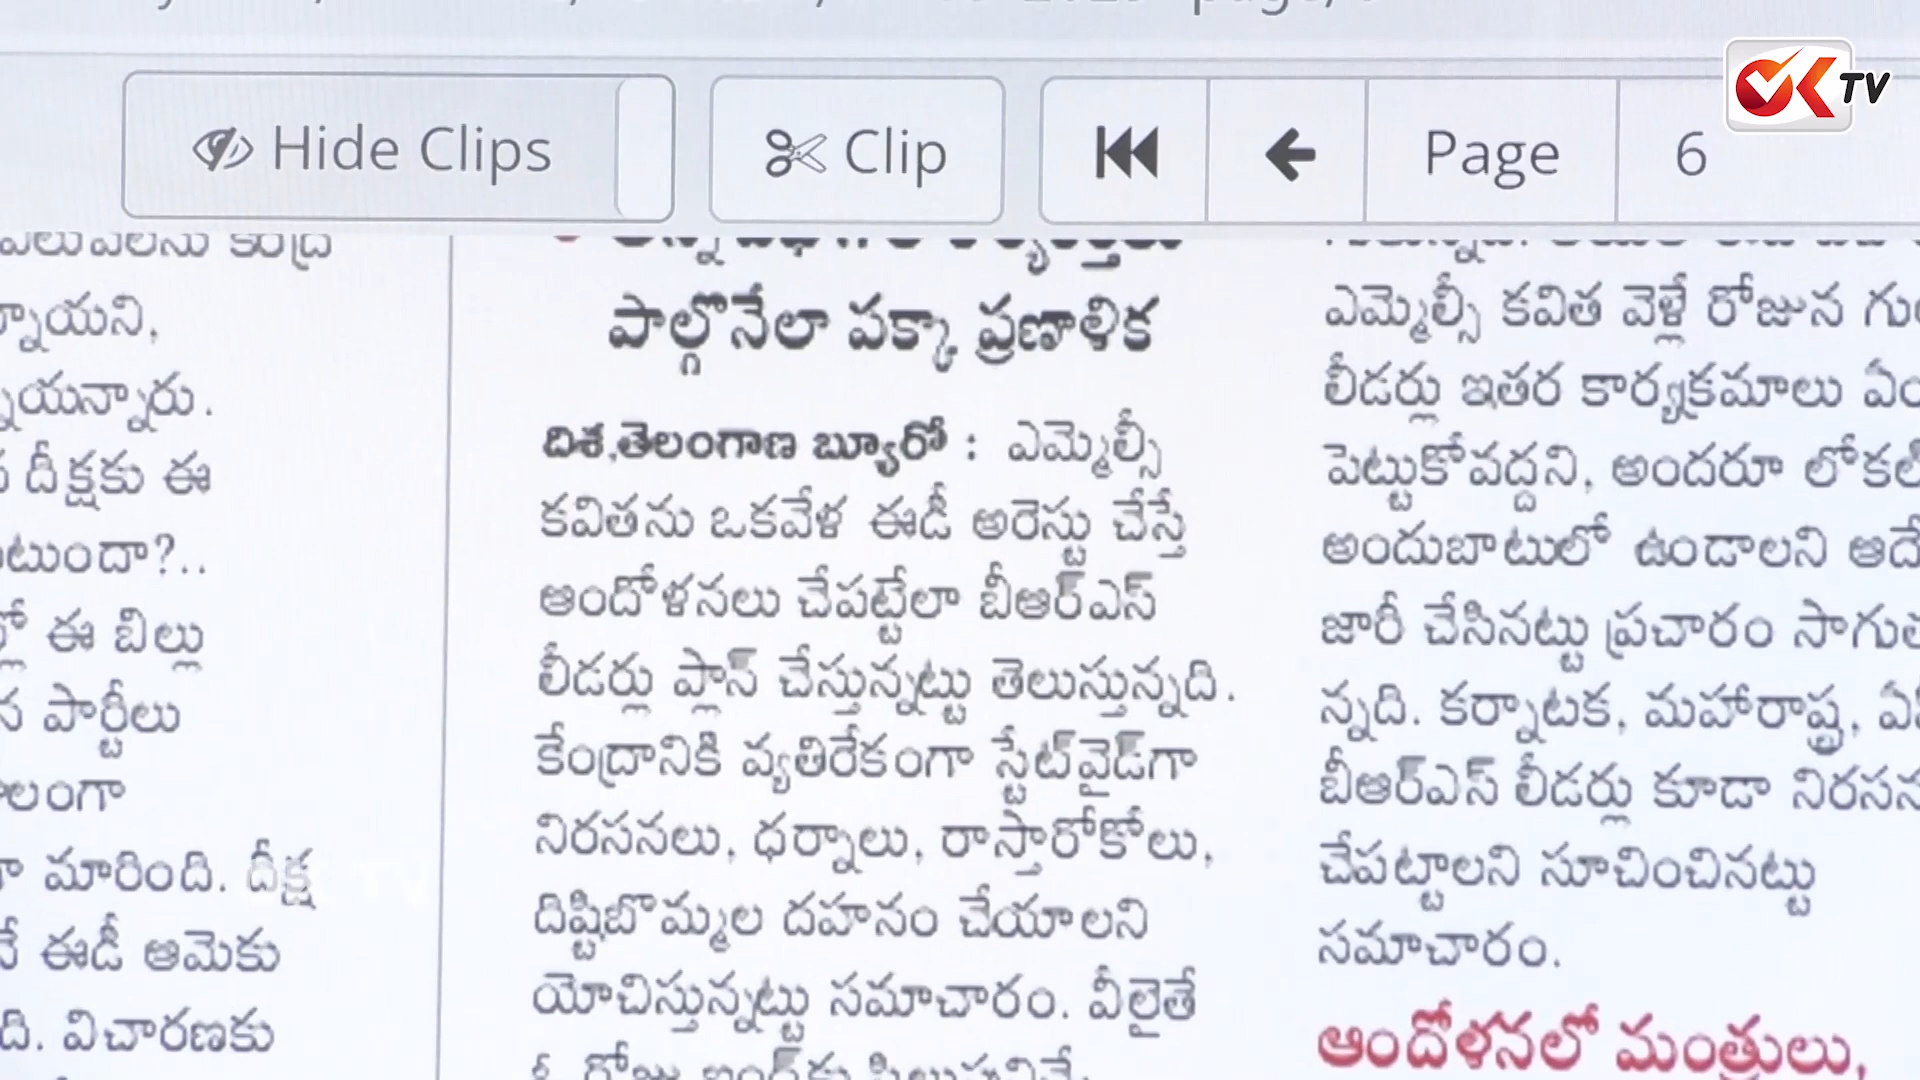 OK TV
Hide Clips
Clip
Page
6
కేంద్ర
దీక్షకు ఈ
ఈ బిల్లు
పార్టీలు
మారింది. దీక్ష
ఈడీ ఆమెకు
విచారణకు
పాల్గొనేలా పక్కా ప్రణాళిక
దిశ,తెలంగాణ బ్యూరో : ఎమ్మెల్సీ
కవితను ఒకవేళ ఈడీ అరెస్టు చేస్తే
ఆందోళనలు చేపట్టేలా బీఆర్ఎస్
లీడర్లు ప్లాన్ చేస్తున్నట్టు తెలుస్తున్నది.
కేంద్రానికి వ్యతిరేకంగా స్టేట్‌వైడ్‌గా
నిరసనలు, ధర్నాలు, రాస్తారోకోలు,
దిష్టిబొమ్మల దహనం చేయాలని
యోచిస్తున్నట్టు సమాచారం. వీలైతే
ఎమ్మెల్సీ కవిత వెళ్లే రోజున
లీడర్లు ఇతర కార్యక్రమాలు
పెట్టుకోవద్దని, అందరూ
అందుబాటులో ఉండాలని
జారీ చేసినట్టు ప్రచారం
న్నది. కర్నాటక, మహారాష్ట్ర,
బీఆర్ఎస్ లీడర్లు కూడా
చేపట్టాలని సూచించినట్టు
సమాచారం.
ఆందోళనలో మంత్రులు,